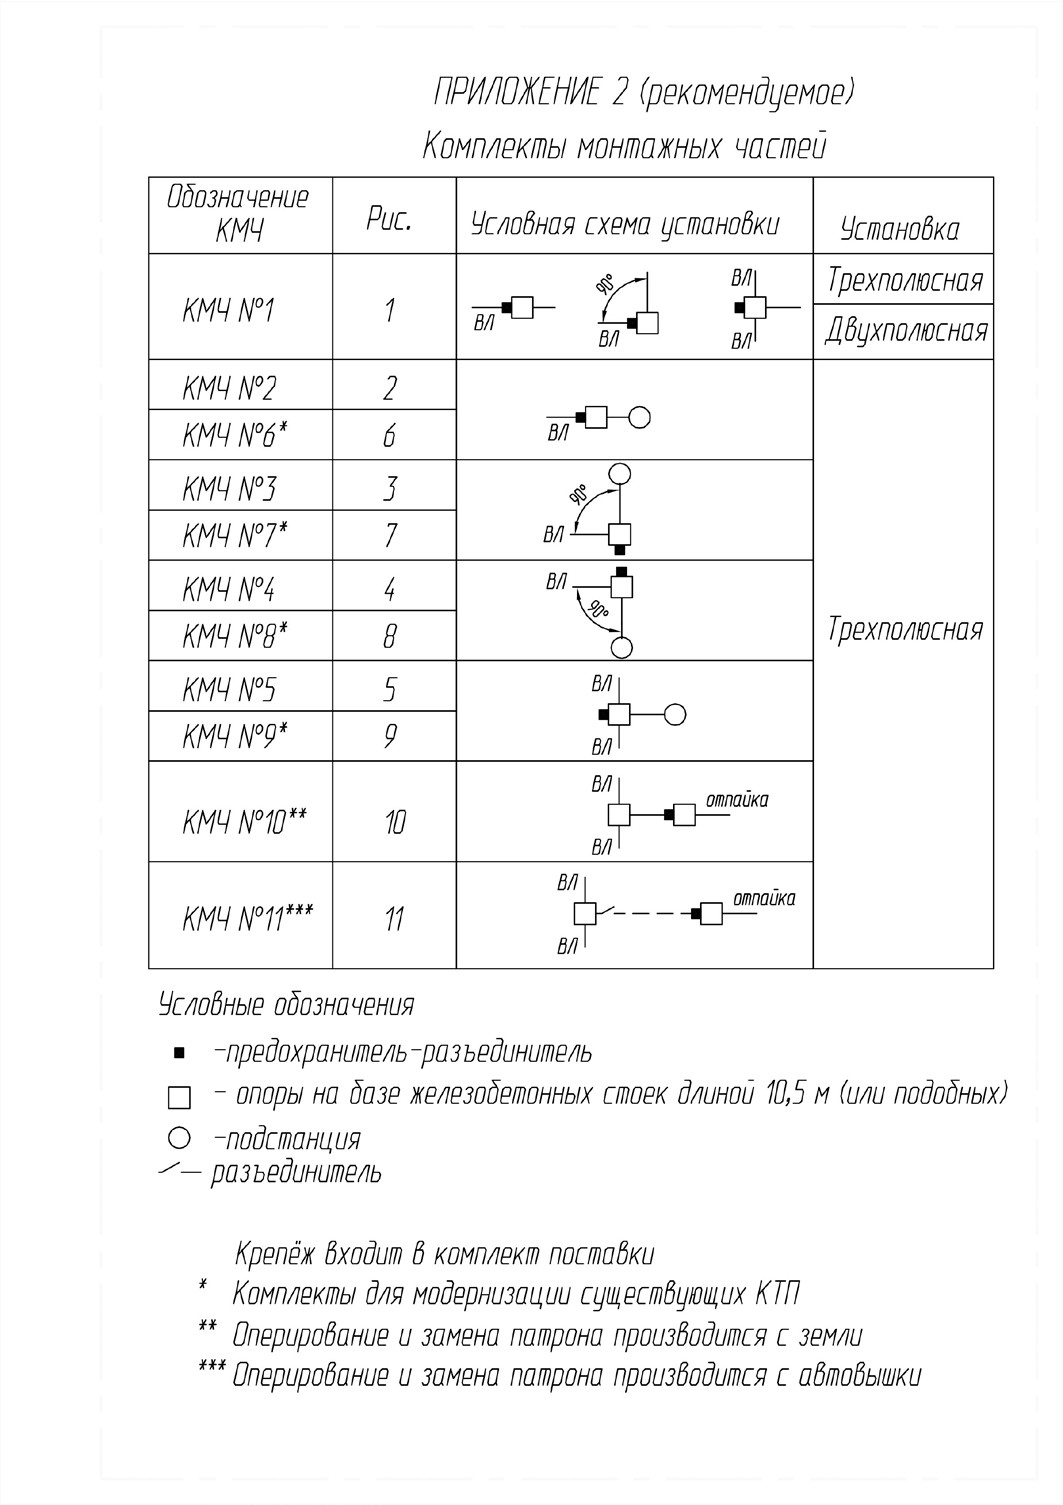 ПРИЛОЖЕНИЕ 2 (рекомендуемое)
Комплекты монтажных частей
Обозначение КМЧ
Рис.
Условная схема установки
Установка
КМЧ №1
1
ВЛ
90°
ВЛ
ВЛ
ВЛ
Трехполюсная
Двухполюсная
КМЧ №2
2
КМЧ №6*
6
ВЛ
КМЧ №3
3
КМЧ №7*
7
90°
ВЛ
КМЧ №4
4
КМЧ №8*
8
ВЛ
90°
Трехполюсная
КМЧ №5
5
КМЧ №9*
9
ВЛ
ВЛ
КМЧ №10**
10
ВЛ
отпайка
ВЛ
КМЧ №11***
11
ВЛ
отпайка
ВЛ
Условные обозначения
-предохранитель-разъединитель
- опоры на базе железобетонных стоек длиной 10,5 м (или подобных)
-подстанция
разъединитель
Крепёж входит в комплект поставки
* Комплекты для модернизации существующих КТП
** Оперирование и замена патрона производится с земли
*** Оперирование и замена патрона производится с автовышки